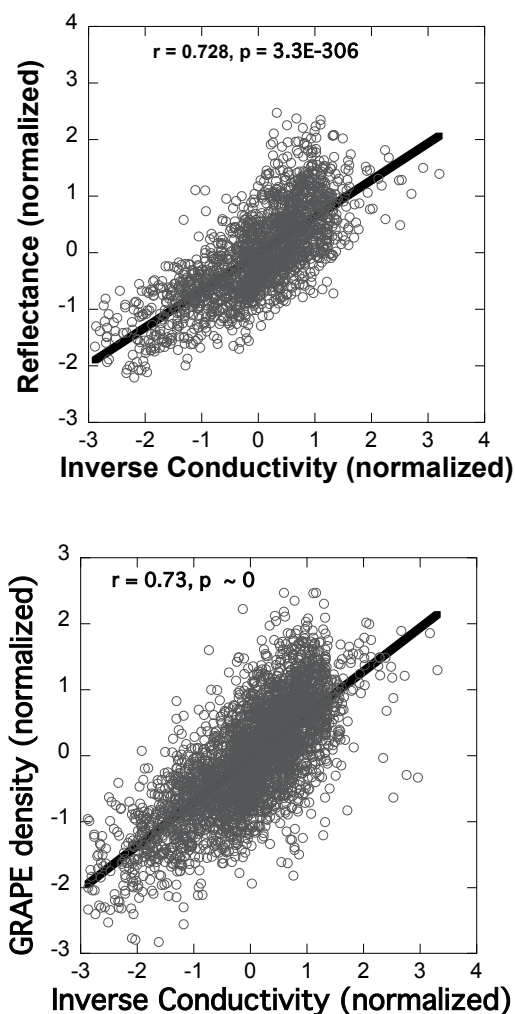 4
r = 0.728, p = 3.3E-306
3
2
1
0
-1
-2
-3
-3 -2 -1 0 1 2 3 4
Reflectance (normalized)
Inverse Conductivity (normalized)
3
r = 0.73, p ~ 0
2
1
0
-1
-2
-3
-3 -2 -1 0 1 2 3 4
GRAPE density (normalized)
Inverse Conductivity (normalized)